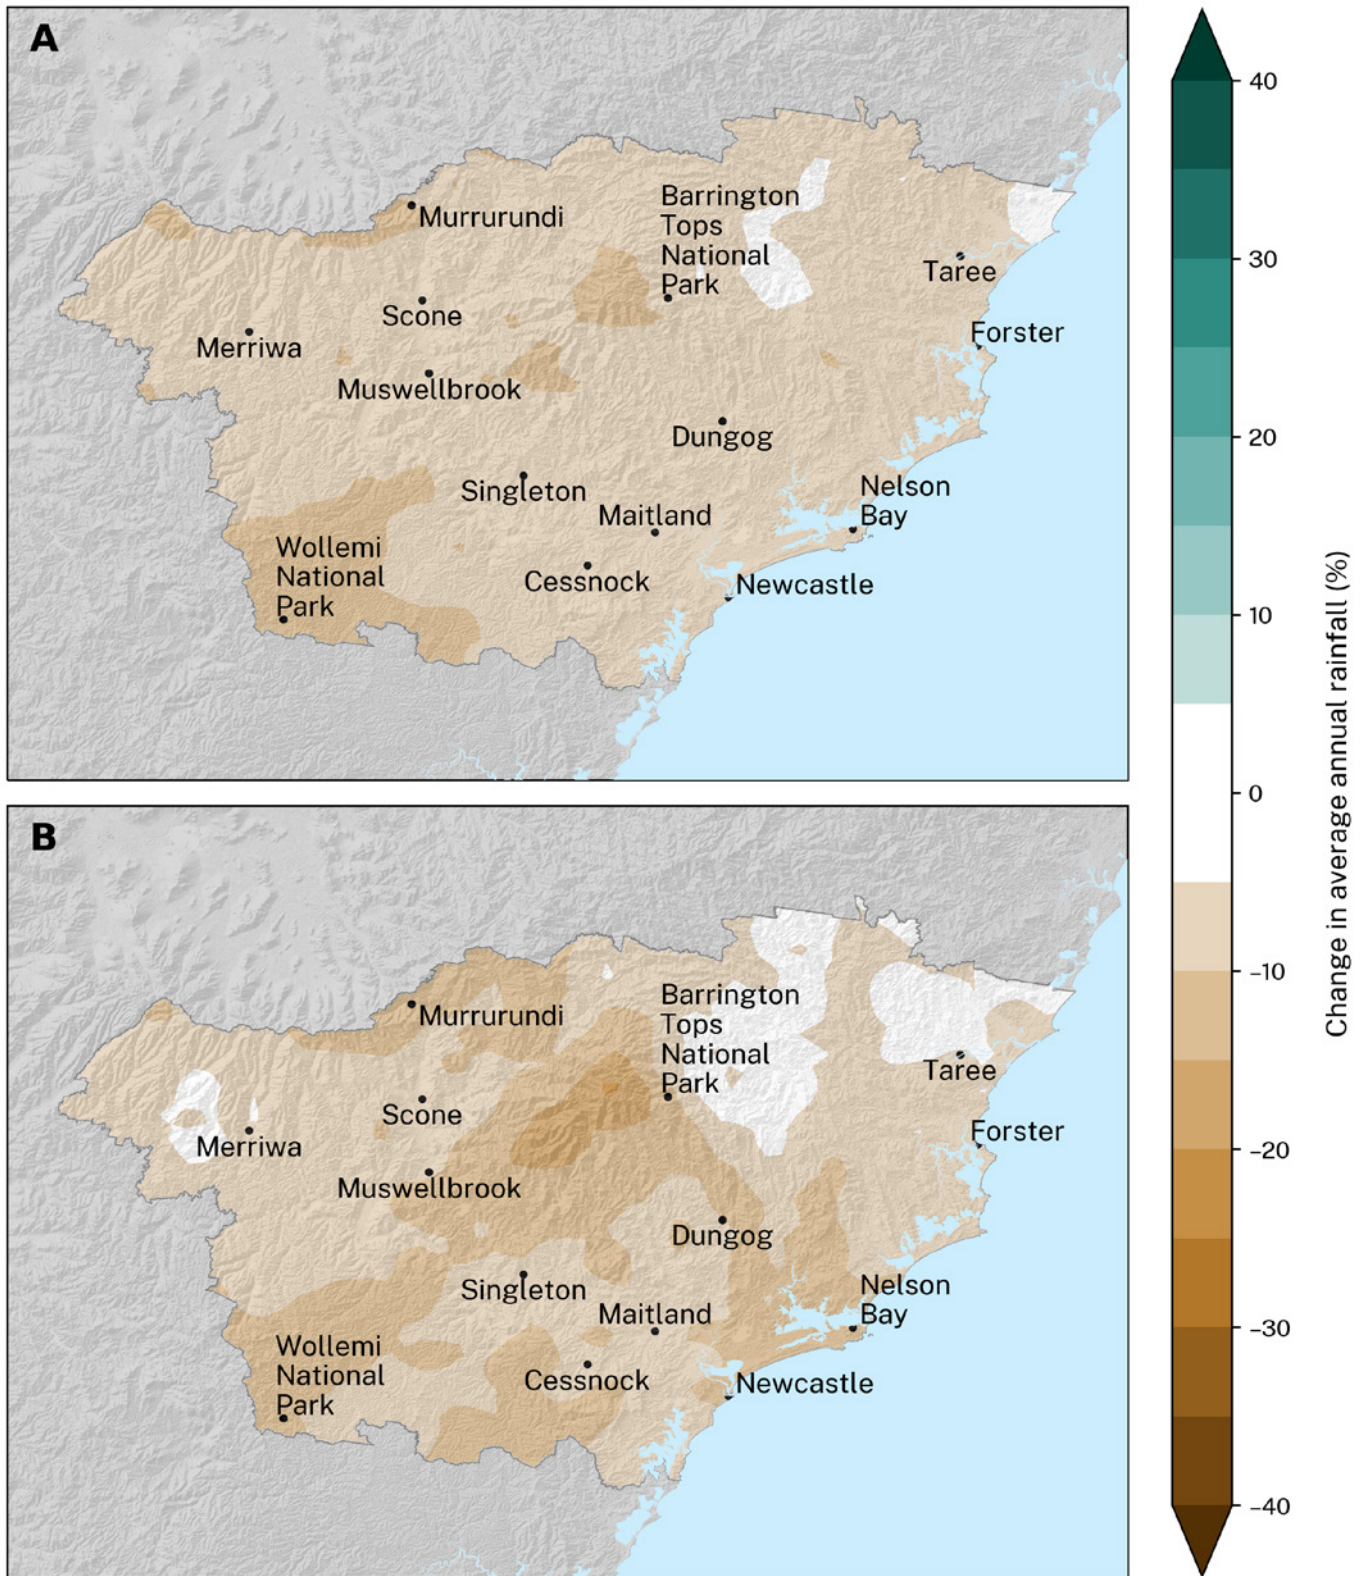 A
Barrington
Tops
National
Park
Murrurundi
Taree
Scone
Forster
Merriwa
Muswellbrook
Dungog
Singleton
Nelson
Bay
Maitland
Wollemi
National
Park
Cessnock
Newcastle
B
Barrington
Tops
National
Park
Murrurundi
Taree
Scone
Forster
Merriwa
Muswellbrook
Dungog
Singleton
Nelson
Bay
Maitland
Wollemi
National
Park
Cessnock
Newcastle
40
30
20
10
0
−10
−20
−30
−40
Change in average annual rainfall (%)